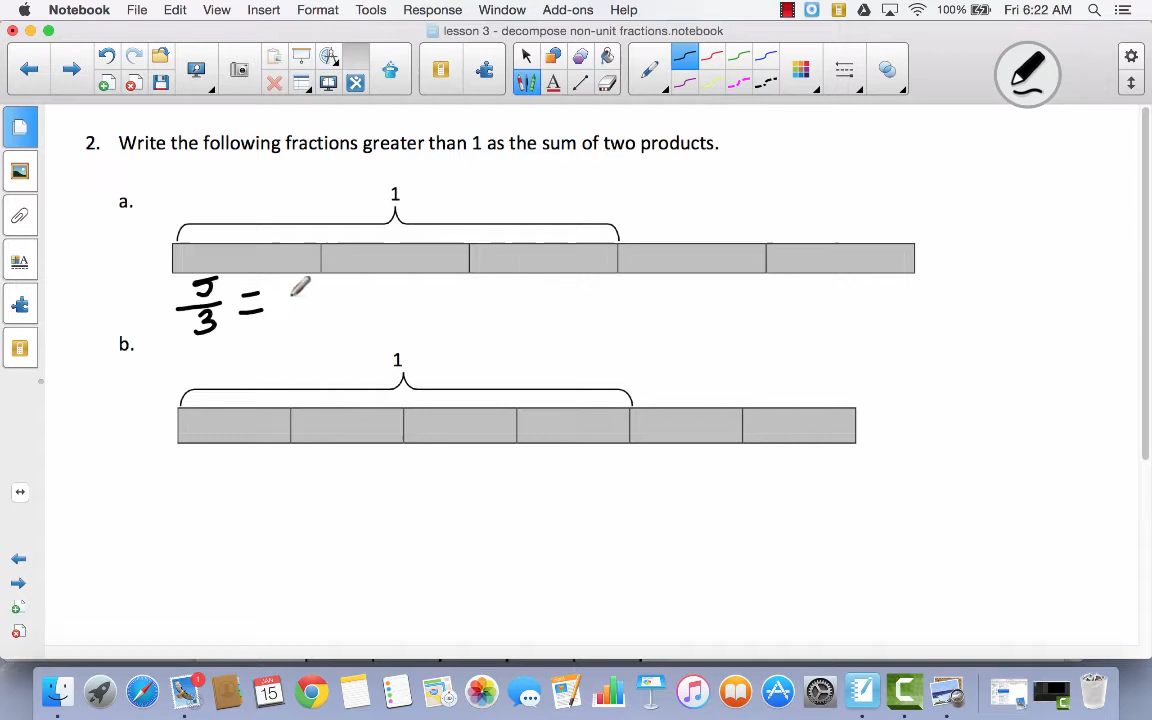 Notebook File Edit View Insert Format Tools Response Window Add-ons Help 100% Fri 6:22 AM
lesson 3 - decompose non-unit fractions.notebook
2. Write the following fractions greater than 1 as the sum of two products.
1
a.
5/3 =
b.
1